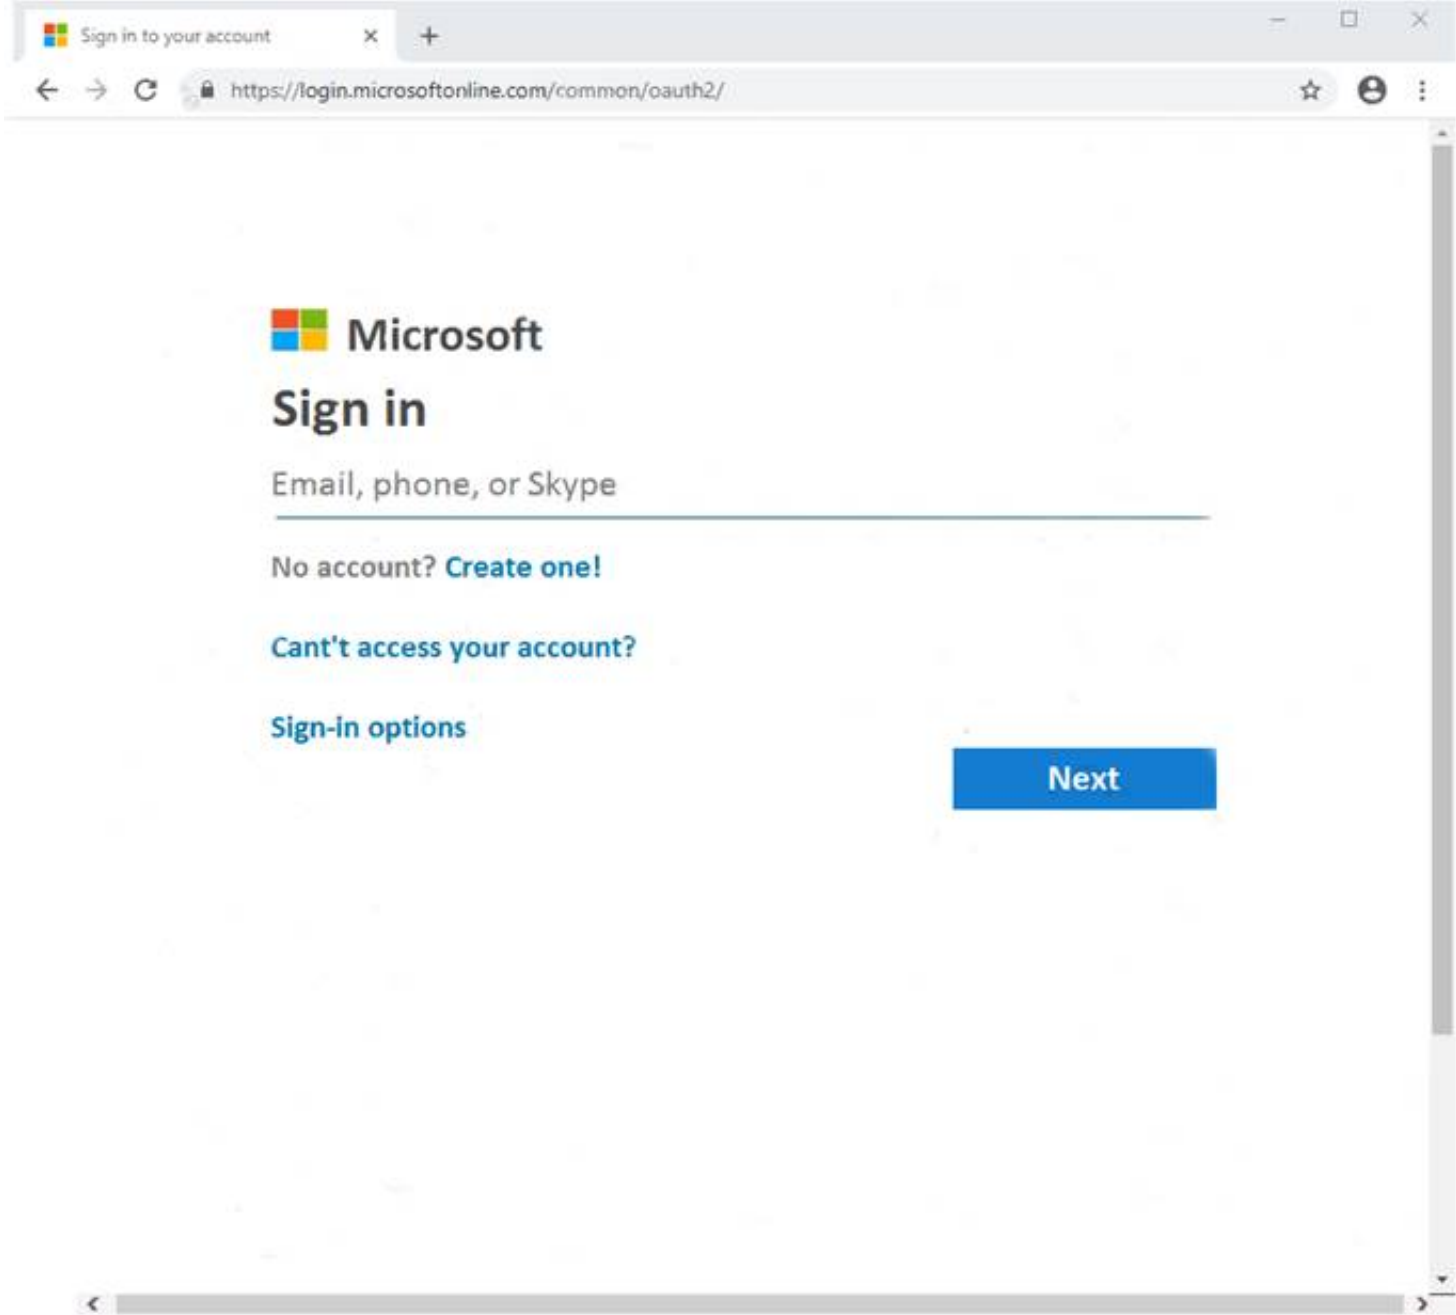 Sign in to your account
https://login.microsoftonline.com/common/oauth2/
Microsoft
Sign in
Email, phone, or Skype
No account? Create one!
Cant't access your account?
Sign-in options
Next